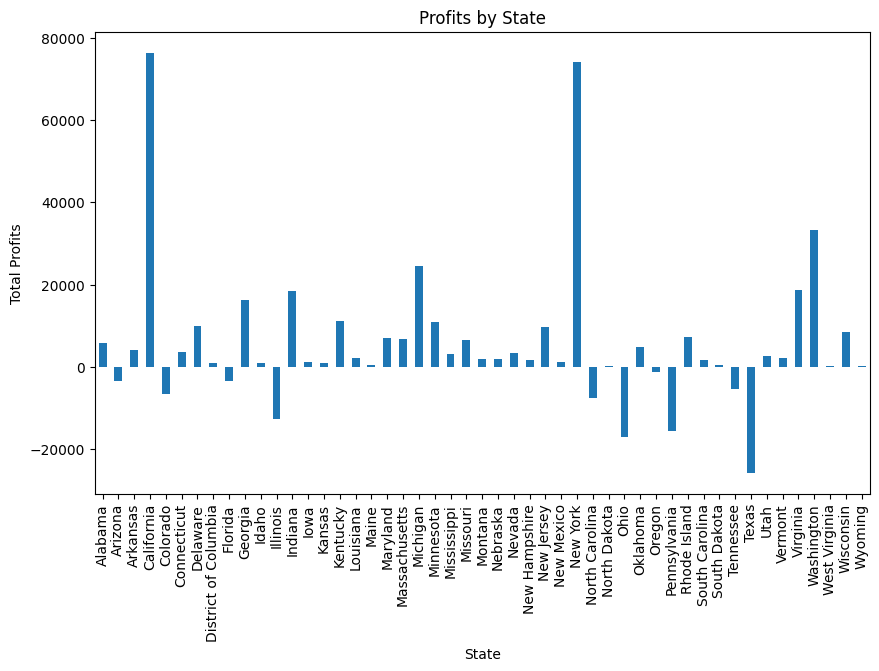 Profits by State
Total Profits
80000
60000
40000
20000
0
−20000
Alabama
Arizona
Arkansas
California
Colorado
Connecticut
Delaware
District of Columbia
Florida
Georgia
Idaho
Illinois
Indiana
Iowa
Kansas
Kentucky
Louisiana
Maine
Maryland
Massachusetts
Michigan
Minnesota
Mississippi
Missouri
Montana
Nebraska
Nevada
New Hampshire
New Jersey
New Mexico
New York
North Carolina
North Dakota
Ohio
Oklahoma
Oregon
Pennsylvania
Rhode Island
South Carolina
South Dakota
Tennessee
Texas
Utah
Vermont
Virginia
Washington
West Virginia
Wisconsin
Wyoming
State